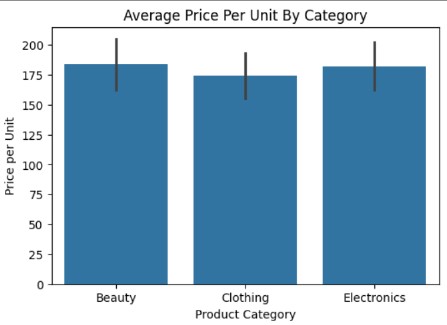 Average Price Per Unit By Category
Price per Unit
200
175
150
125
100
75
50
25
0
Beauty Clothing Electronics
Product Category